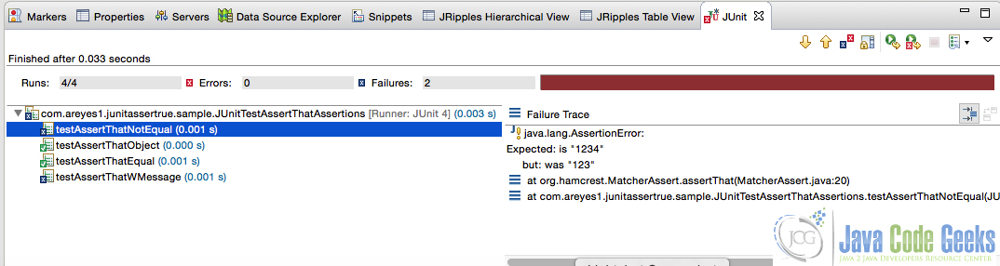 Markers Properties Servers Data Source Explorer Snippets JRipples Hierarchical View JRipples Table View JUnit
Finished after 0.033 seconds
Runs: 4/4 Errors: 0 Failures: 2
com.areyes1.junitassertrue.sample.JUnitTestAssertThatAssertions [Runner: JUnit 4] (0.003 s)
testAssertThatNotEqual (0.001 s)
testAssertThatObject (0.000 s)
testAssertThatEqual (0.001 s)
testAssertThatWMessage (0.001 s)
Failure Trace
java.lang.AssertionError:
Expected: is "1234"
but: was "123"
at org.hamcrest.MatcherAssert.assertThat(MatcherAssert.java:20)
at com.areyes1.junitassertrue.sample.JUnitTestAssertThatAssertions.testAssertThatNotEqual(JU
JCG
Java Code Geeks
JAVA 2 JAVA DEVELOPERS RESOURCE CENTER